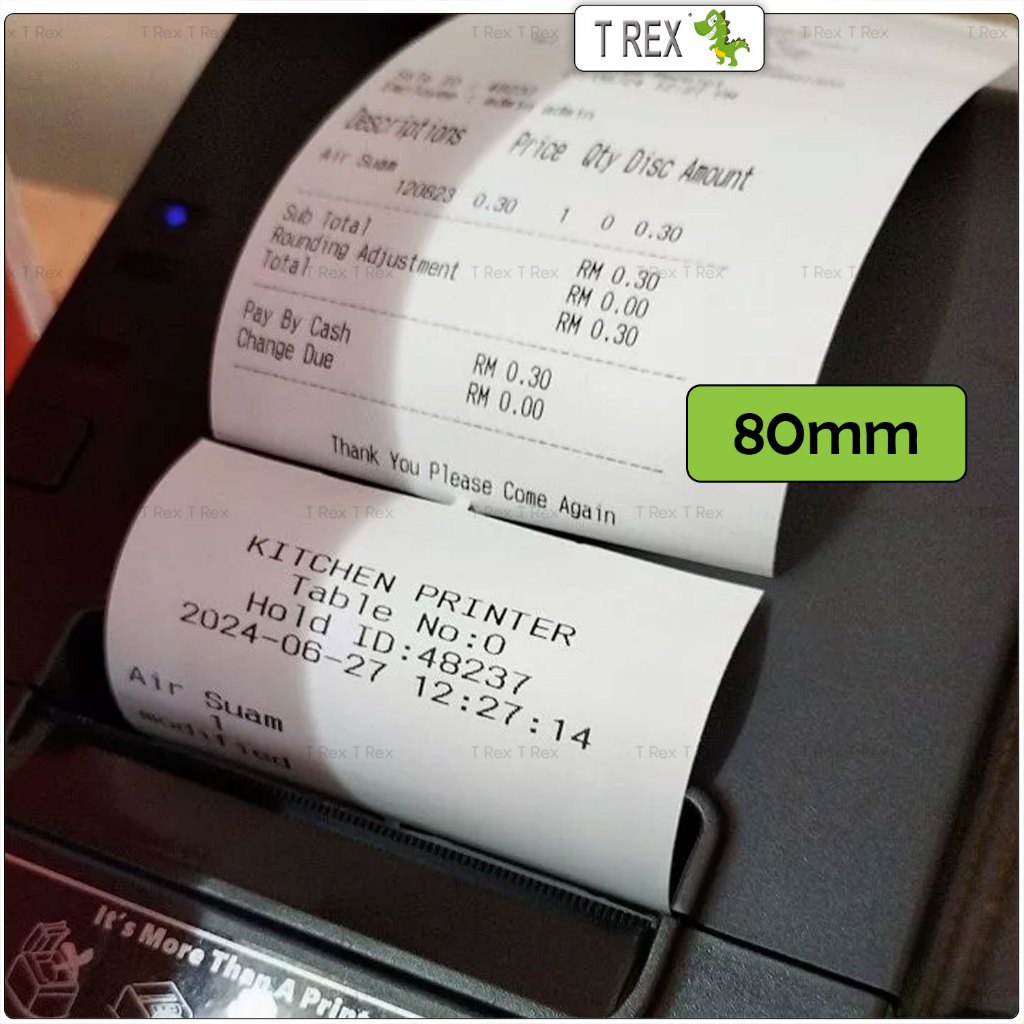 T REX
Descriptions Price Qty Disc Amount
Air Suam
120823 0.30 1 0 0.30
Sub Total RM 0.30
Rounding Adjustment RM 0.00
Total RM 0.30
Pay By Cash RM 0.30
Change Due RM 0.00
Thank You Please Come Again
80mm
KITCHEN PRINTER
Table No:0
Hold ID:48237
2024-06-27 12:27:14
Air Suam
1
modified
It's More Than A Print
T Rex T Rex